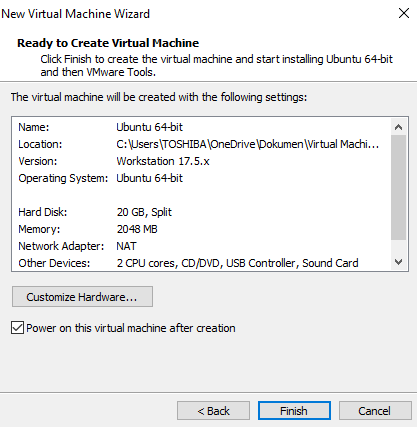 New Virtual Machine Wizard
Ready to Create Virtual Machine
Click Finish to create the virtual machine and start installing Ubuntu 64-bit
and then VMware Tools.
The virtual machine will be created with the following settings:
Name: Ubuntu 64-bit
Location: C:\Users\TOSHIBA\OneDrive\Dokumen\Virtual Machi...
Version: Workstation 17.5.x
Operating System: Ubuntu 64-bit
Hard Disk: 20 GB, Split
Memory: 2048 MB
Network Adapter: NAT
Other Devices: 2 CPU cores, CD/DVD, USB Controller, Sound Card
Customize Hardware...
Power on this virtual machine after creation
< Back Finish Cancel